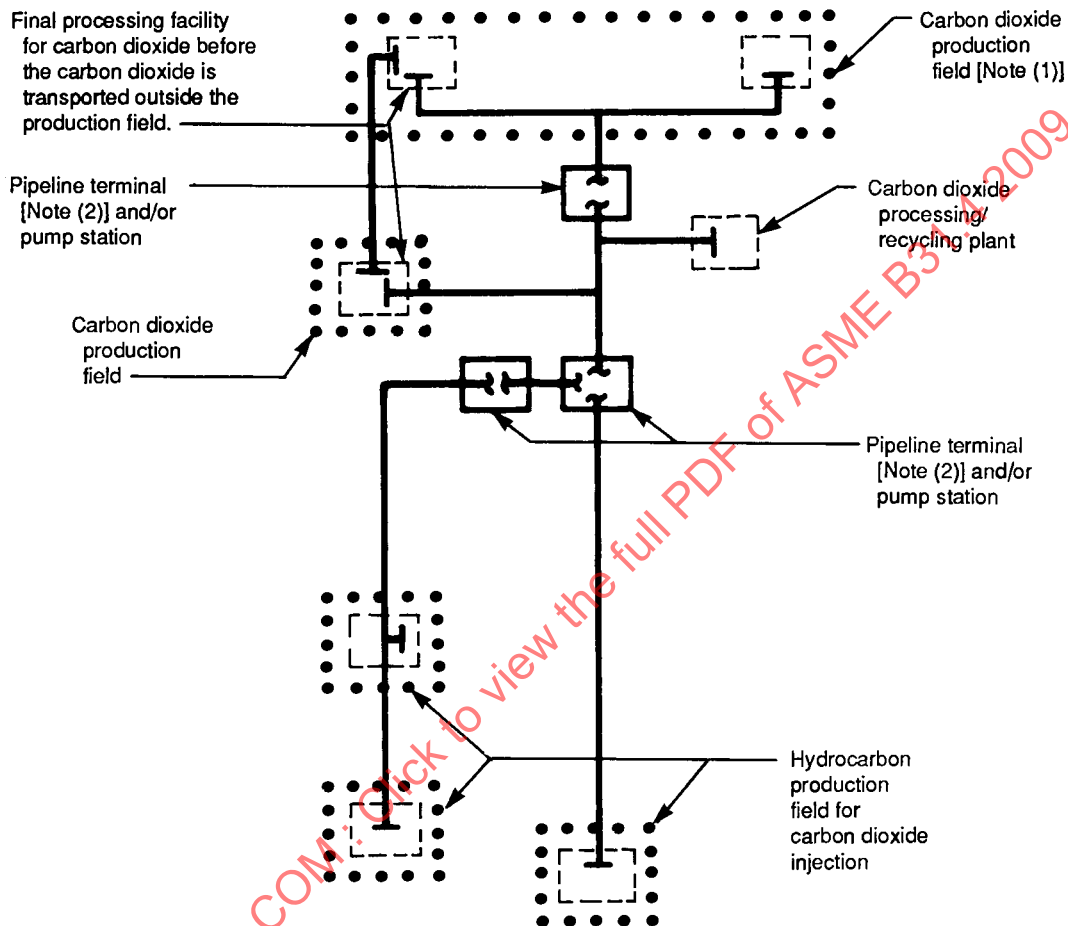 Final processing facility
for carbon dioxide before
the carbon dioxide is
transported outside the
production field.
Carbon dioxide
production
field [Note (1)]
Pipeline terminal
[Note (2)] and/or
pump station
Carbon dioxide
processing/
recycling plant
Carbon dioxide
production
field
Pipeline terminal
[Note (2)] and/or
pump station
Hydrocarbon
production
field for
carbon dioxide
injection
COM : Click to view the full PDF of ASME B31.4 2009